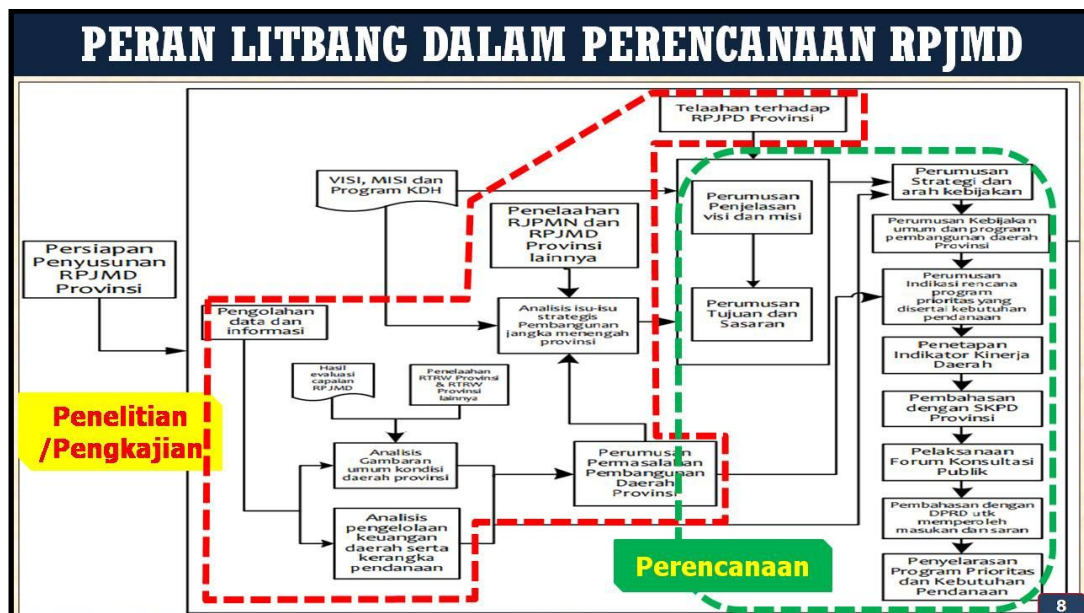 PERAN LITBANG DALAM PERENCANAAN RPJMD
Telaahan terhadap
RPJPD Provinsi
VISI, MISI dan
Program KDH
Penelaahan
RJPMN dan
RPJMD
Provinsi
lainnya
Perumusan
Penjelasan
visi dan misi
Perumusan
Strategi dan
arah kebijakan
Perumusan Kebijakan
umum dan program
pembangunan daerah
Provinsi
Persiapan
Penyusunan
RPJMD
Provinsi
Pengolahan
data dan
informasi
Analisis isu-isu
strategis
Pembangunan
jangka menengah
provinsi
Perumusan
Tujuan dan
Sasaran
Perumusan
Indikasi rencana
program
prioritas yang
disertai kebutuhan
pendanaan
Hasil
evaluasi
capaian
RPJMD
Penelaahan
RTRW Provinsi
& RTRW
Provinsi
lainnya
Penetapan
Indikator Kinerja
Daerah
Penelitian
/Pengkajian
Analisis
Gambaran
umum kondisi
daerah provinsi
Perumusan
Permasalahan
Pembangunan
Daerah
Provinsi
Pembahasan
dengan SKPD
Provinsi
Pelaksanaan
Forum Konsultasi
Publik
Analisis
pengelolaan
keuangan
daerah serta
kerangka
pendanaan
Pembahasan dengan
DPRD utk
memperoleh
masukan dan saran
Perencanaan
Penyelarasan
Program Prioritas
dan Kebutuhan
Pendanaan
8